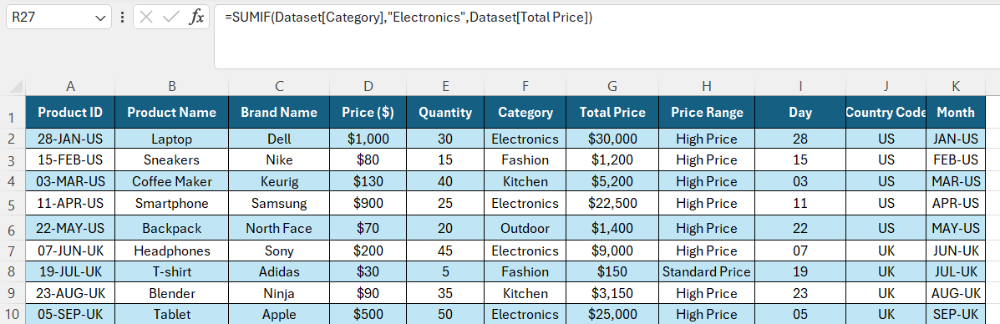 R27 fx =SUMIF(Dataset[Category],"Electronics",Dataset[Total Price])
A B C D E F G H I J K
1 Product ID Product Name Brand Name Price ($) Quantity Category Total Price Price Range Day Country Code Month
2 28-JAN-US Laptop Dell $1,000 30 Electronics $30,000 High Price 28 US JAN-US
3 15-FEB-US Sneakers Nike $80 15 Fashion $1,200 High Price 15 US FEB-US
4 03-MAR-US Coffee Maker Keurig $130 40 Kitchen $5,200 High Price 03 US MAR-US
5 11-APR-US Smartphone Samsung $900 25 Electronics $22,500 High Price 11 US APR-US
6 22-MAY-US Backpack North Face $70 20 Outdoor $1,400 High Price 22 US MAY-US
7 07-JUN-UK Headphones Sony $200 45 Electronics $9,000 High Price 07 UK JUN-UK
8 19-JUL-UK T-shirt Adidas $30 5 Fashion $150 Standard Price 19 UK JUL-UK
9 23-AUG-UK Blender Ninja $90 35 Kitchen $3,150 High Price 23 UK AUG-UK
10 05-SEP-UK Tablet Apple $500 50 Electronics $25,000 High Price 05 UK SEP-UK